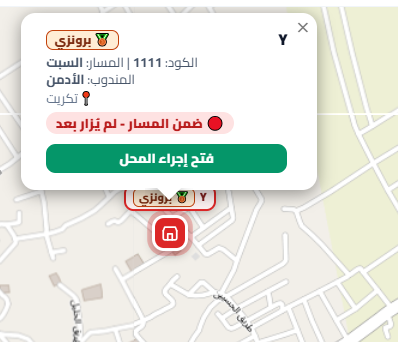 ٧ برونزي
الكود: 1111 | المسار: السبت
المندوب: الأدمن
تكريت
ضمن المسار - لم يُزار بعد
فتح إجراء المحل
٧ برونزي
طريق الحسين